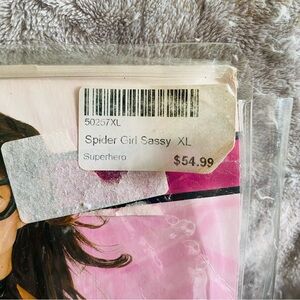 50257XL
Spider Girl Sassy XL
Superhero
$54.99